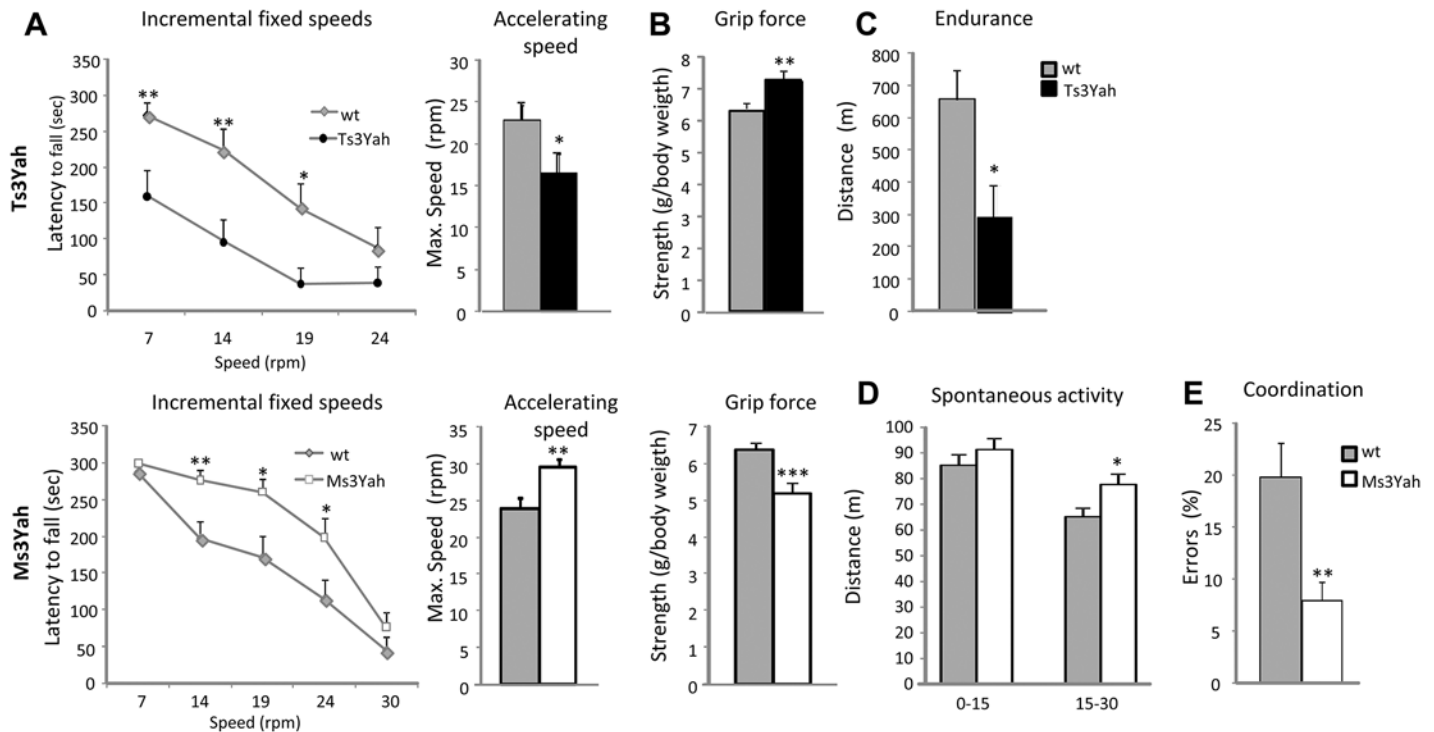 A
Incremental fixed speeds
Ts3Yah
Latency to fall (sec)
350
300
250
200
150
100
50
0
**
**
*
wt
Ts3Yah
7 14 19 24
Speed (rpm)
Accelerating
speed
Max. Speed (rpm)
30
25
20
15
10
5
0
*
B
Grip force
Strength (g/body weigth)
8
7
6
5
4
3
2
1
0
**
C
Endurance
Distance (m)
800
700
600
500
400
300
200
100
0
*
wt
Ts3Yah
Incremental fixed speeds
Ms3Yah
Latency to fall (sec)
350
300
250
200
150
100
50
0
**
*
*
wt
Ms3Yah
7 14 19 24 30
Speed (rpm)
Accelerating
speed
Max. Speed (rpm)
35
30
25
20
15
10
5
0
**
Grip force
Strength (g/body weigth)
7
6
5
4
3
2
1
0
***
D
Spontaneous activity
Distance (m)
100
90
80
70
60
50
40
30
20
10
0
*
0-15 15-30
E
Coordination
Errors (%)
25
20
15
10
5
0
**
wt
Ms3Yah